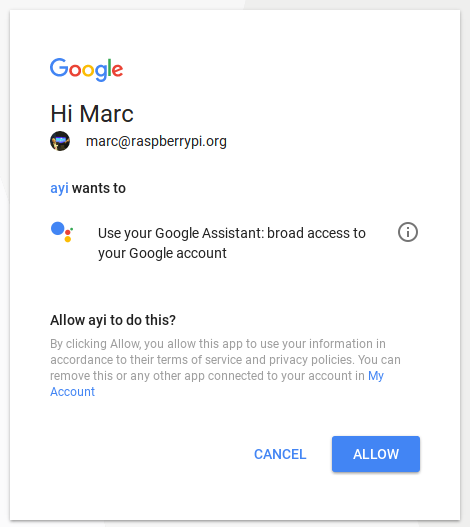 Google
Hi Marc
marc@raspberrypi.org
ayi wants to
Use your Google Assistant: broad access to
your Google account
Allow ayi to do this?
By clicking Allow, you allow this app to use your information in
accordance to their terms of service and privacy policies. You can
remove this or any other app connected to your account in My
Account
CANCEL ALLOW